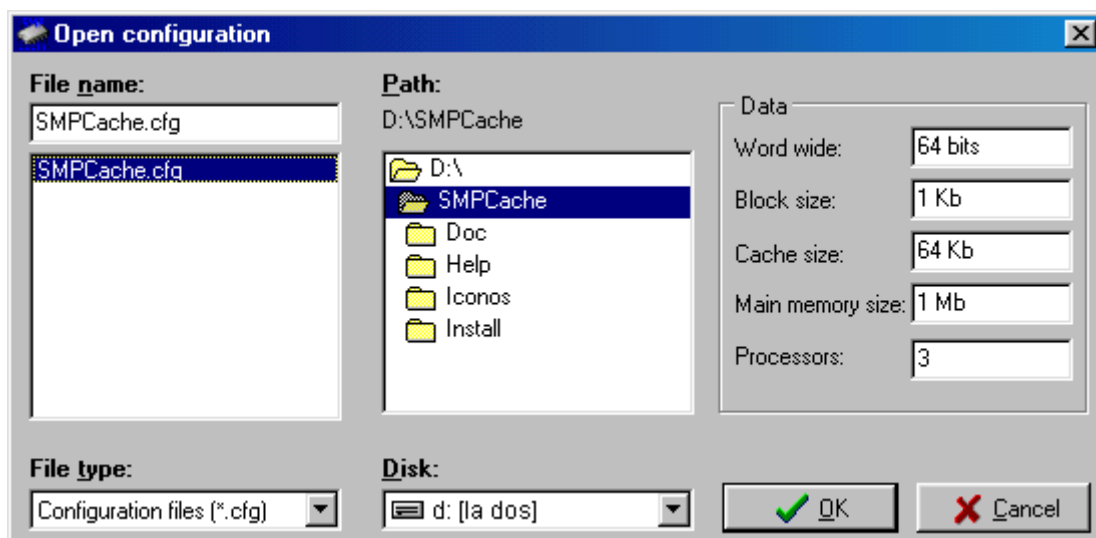 Open configuration
File name:
SMPCache.cfg
SMPCache.cfg
File type:
Configuration files (*.cfg)
Path:
D:\SMPCache
D:\
SMPCache
Doc
Help
Iconos
Install
Disk:
d: [la dos]
Data
Word wide: 64 bits
Block size: 1 Kb
Cache size: 64 Kb
Main memory size: 1 Mb
Processors: 3
OK
Cancel